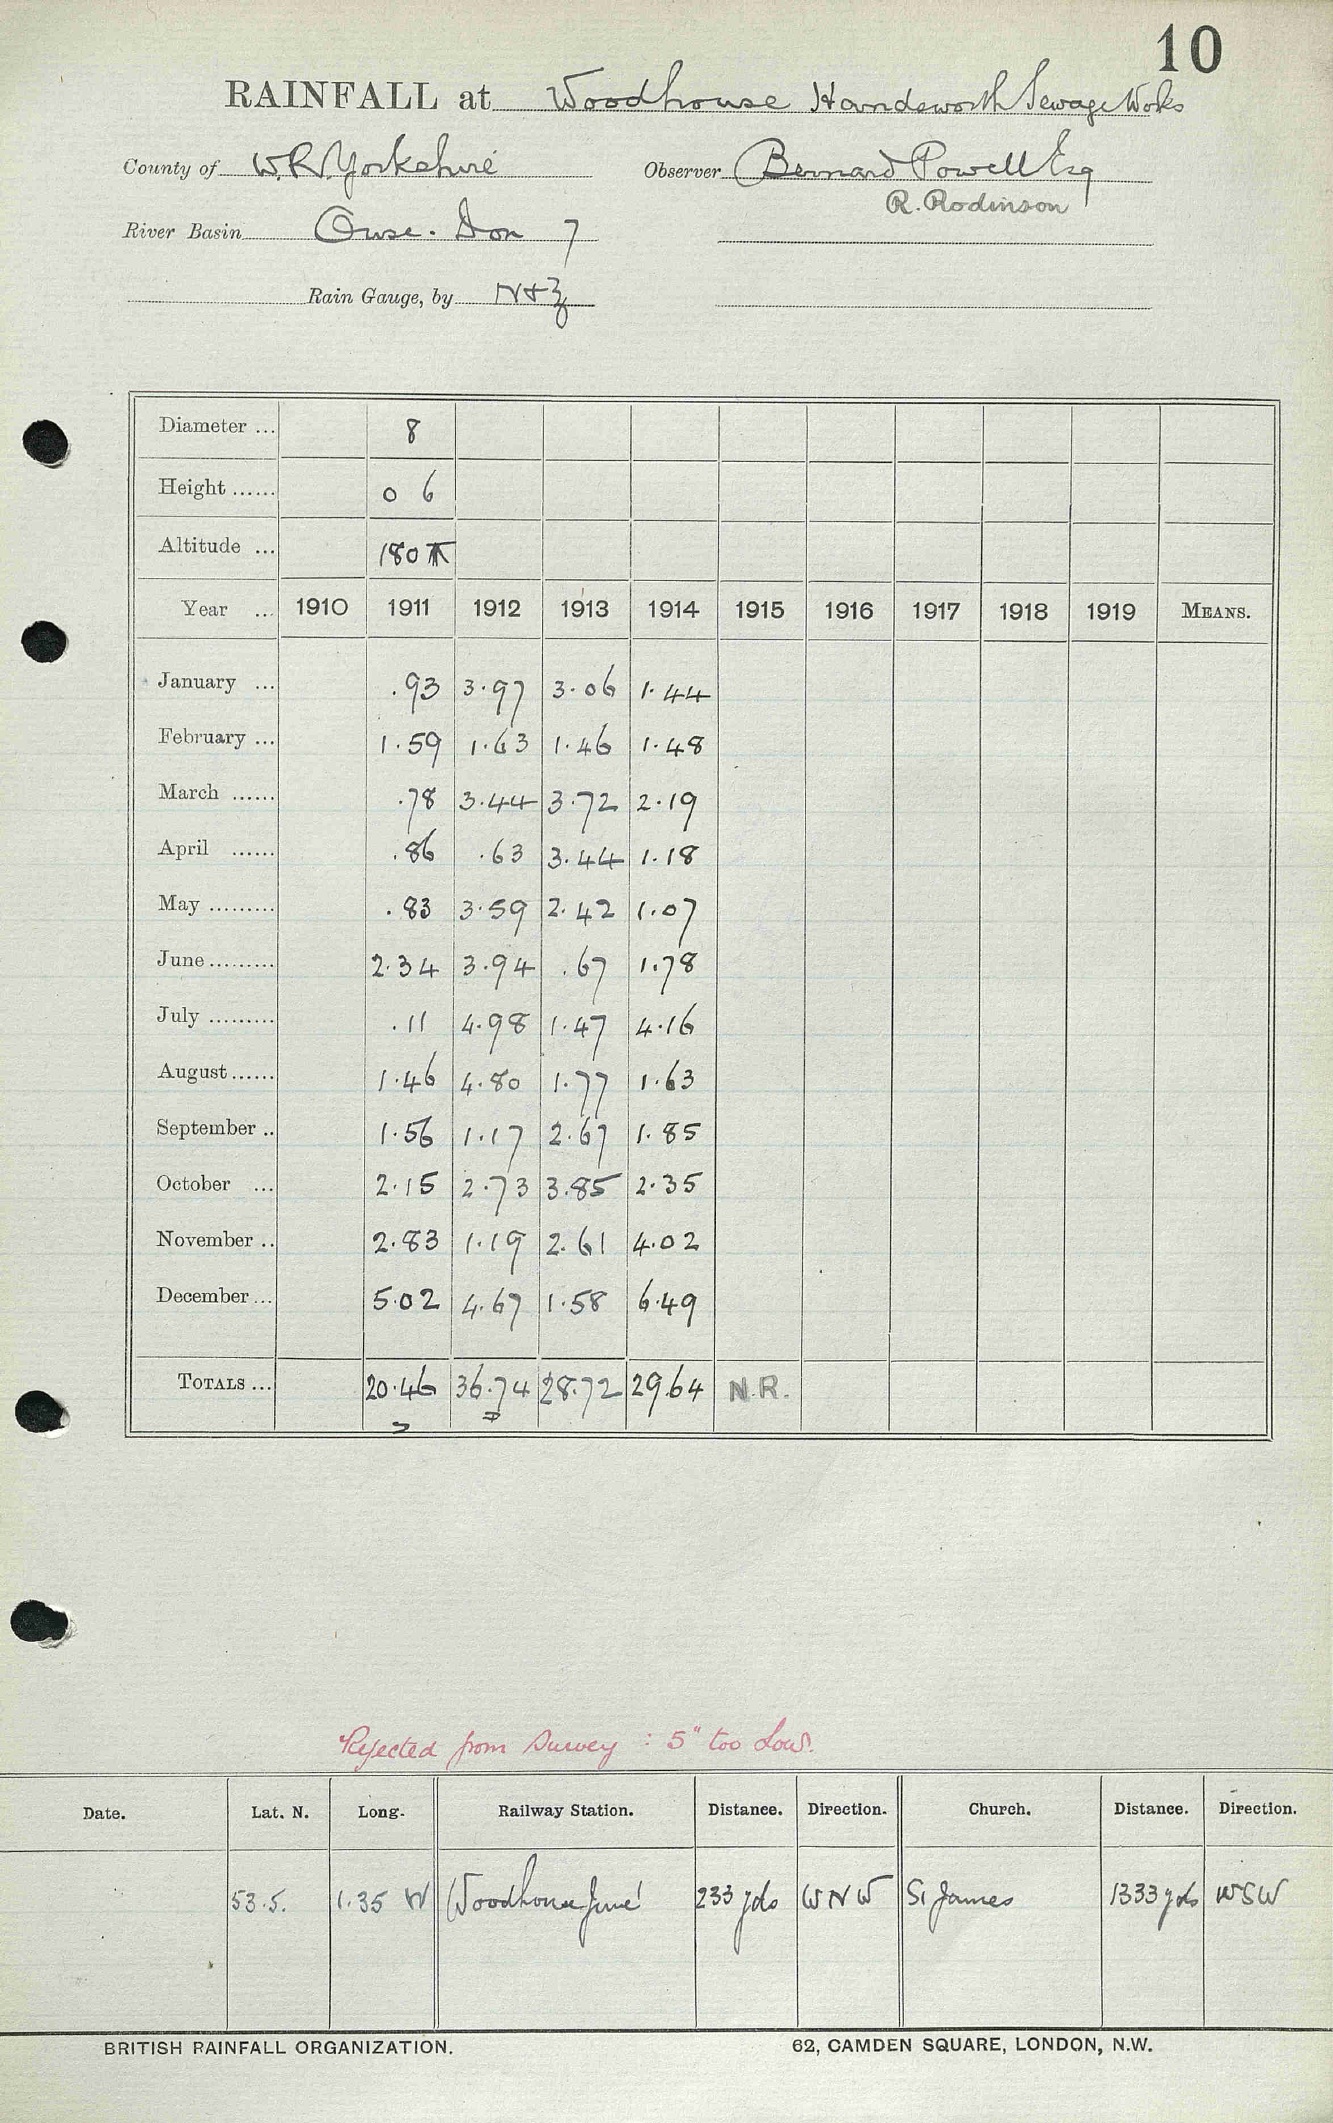 10
RAINFALL at Woodhouse Handsworth Sewage Works
County of W.R. Yorkshire Observer Bernard Powell Esq
R. Rodinson
River Basin Ouse. Don 7
Rain Gauge, by N+Z
Diameter ... 8
Height ...... 0 6
Altitude ... 180
Year ... 1910 1911 1912 1913 1914 1915 1916 1917 1918 1919 MEANS.
January ... .93 3.97 3.06 1.44
February ... 1.59 1.63 1.46 1.48
March ...... .78 3.44 3.72 2.19
April ...... .86 .63 3.44 1.18
May ......... .83 3.59 2.42 1.07
June ......... 2.34 3.94 .67 1.78
July ......... .11 4.98 1.47 4.16
August ...... 1.46 4.80 1.77 1.63
September .. 1.56 1.17 2.67 1.85
October ... 2.15 2.73 3.85 2.35
November .. 2.83 1.19 2.61 4.02
December ... 5.02 4.67 1.58 6.49
TOTALS ... 20.46 36.74 28.72 29.64 N.R.
Rejected from Survey : 5" too Low.
Date. Lat. N. Long. Railway Station. Distance. Direction. Church. Distance. Direction.
53.5. 1.35 W Woodhouse Junc 233 yds WNW St James 1333 yds WSW
BRITISH RAINFALL ORGANIZATION. 62, CAMDEN SQUARE, LONDON, N.W.